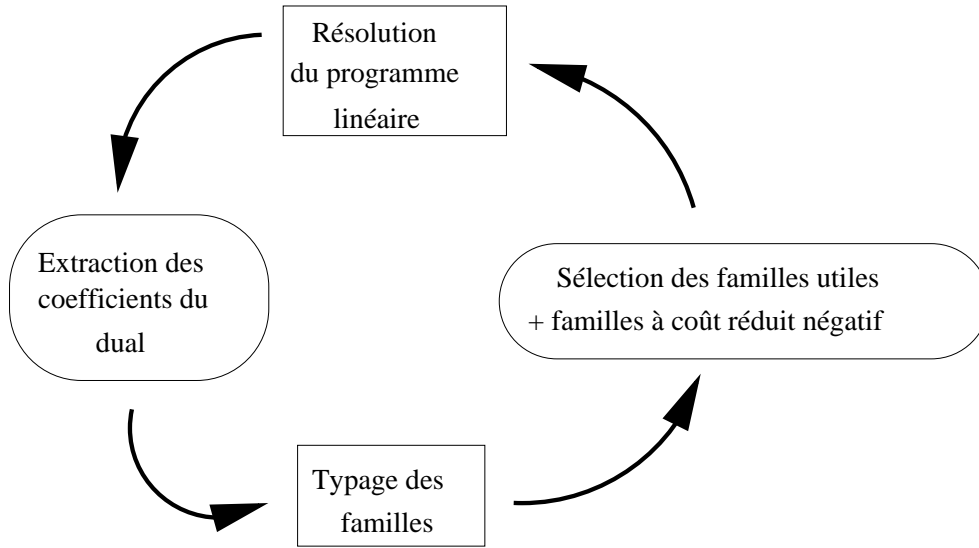 Résolution
du programme
linéaire
Extraction des
coefficients du
dual
Sélection des familles utiles
+ familles à coût réduit négatif
Typage des
familles